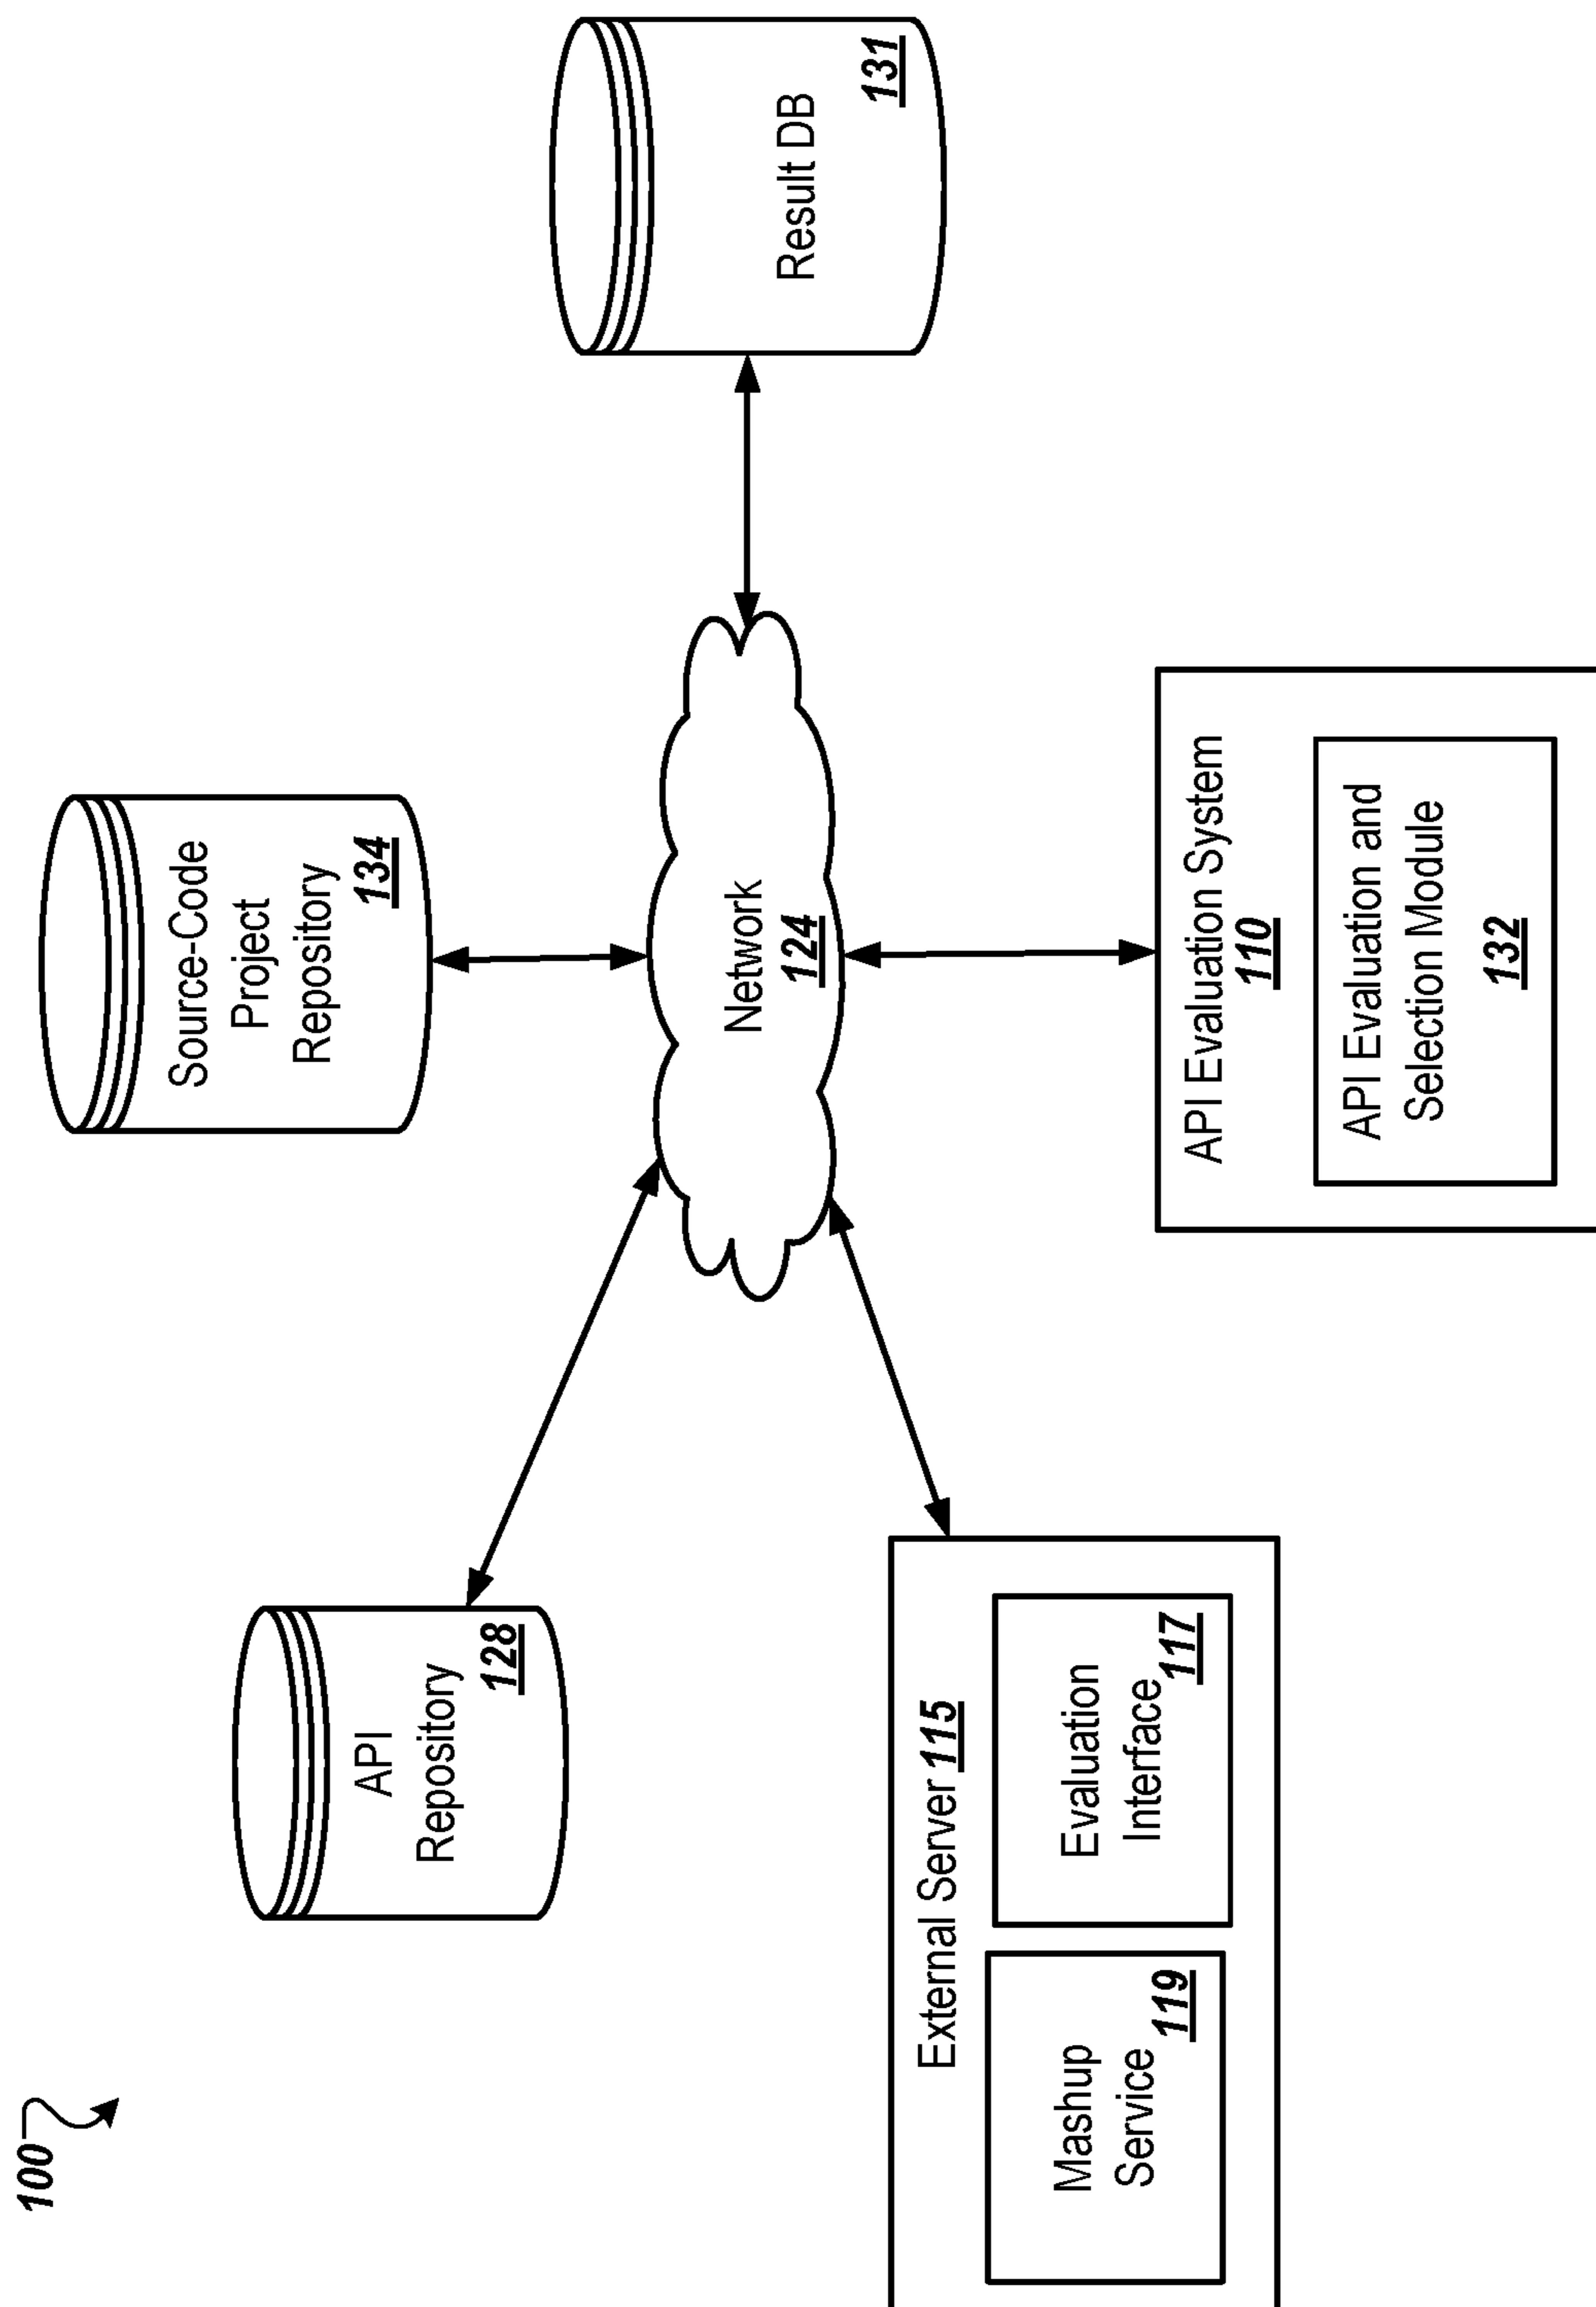 100
API
Repository
128
Source-Code
Project
Repository
134
Result DB
131
Network
124
External Server 115
Mashup
Service
119
Evaluation
Interface
117
API Evaluation System
110
API Evaluation and
Selection Module
132